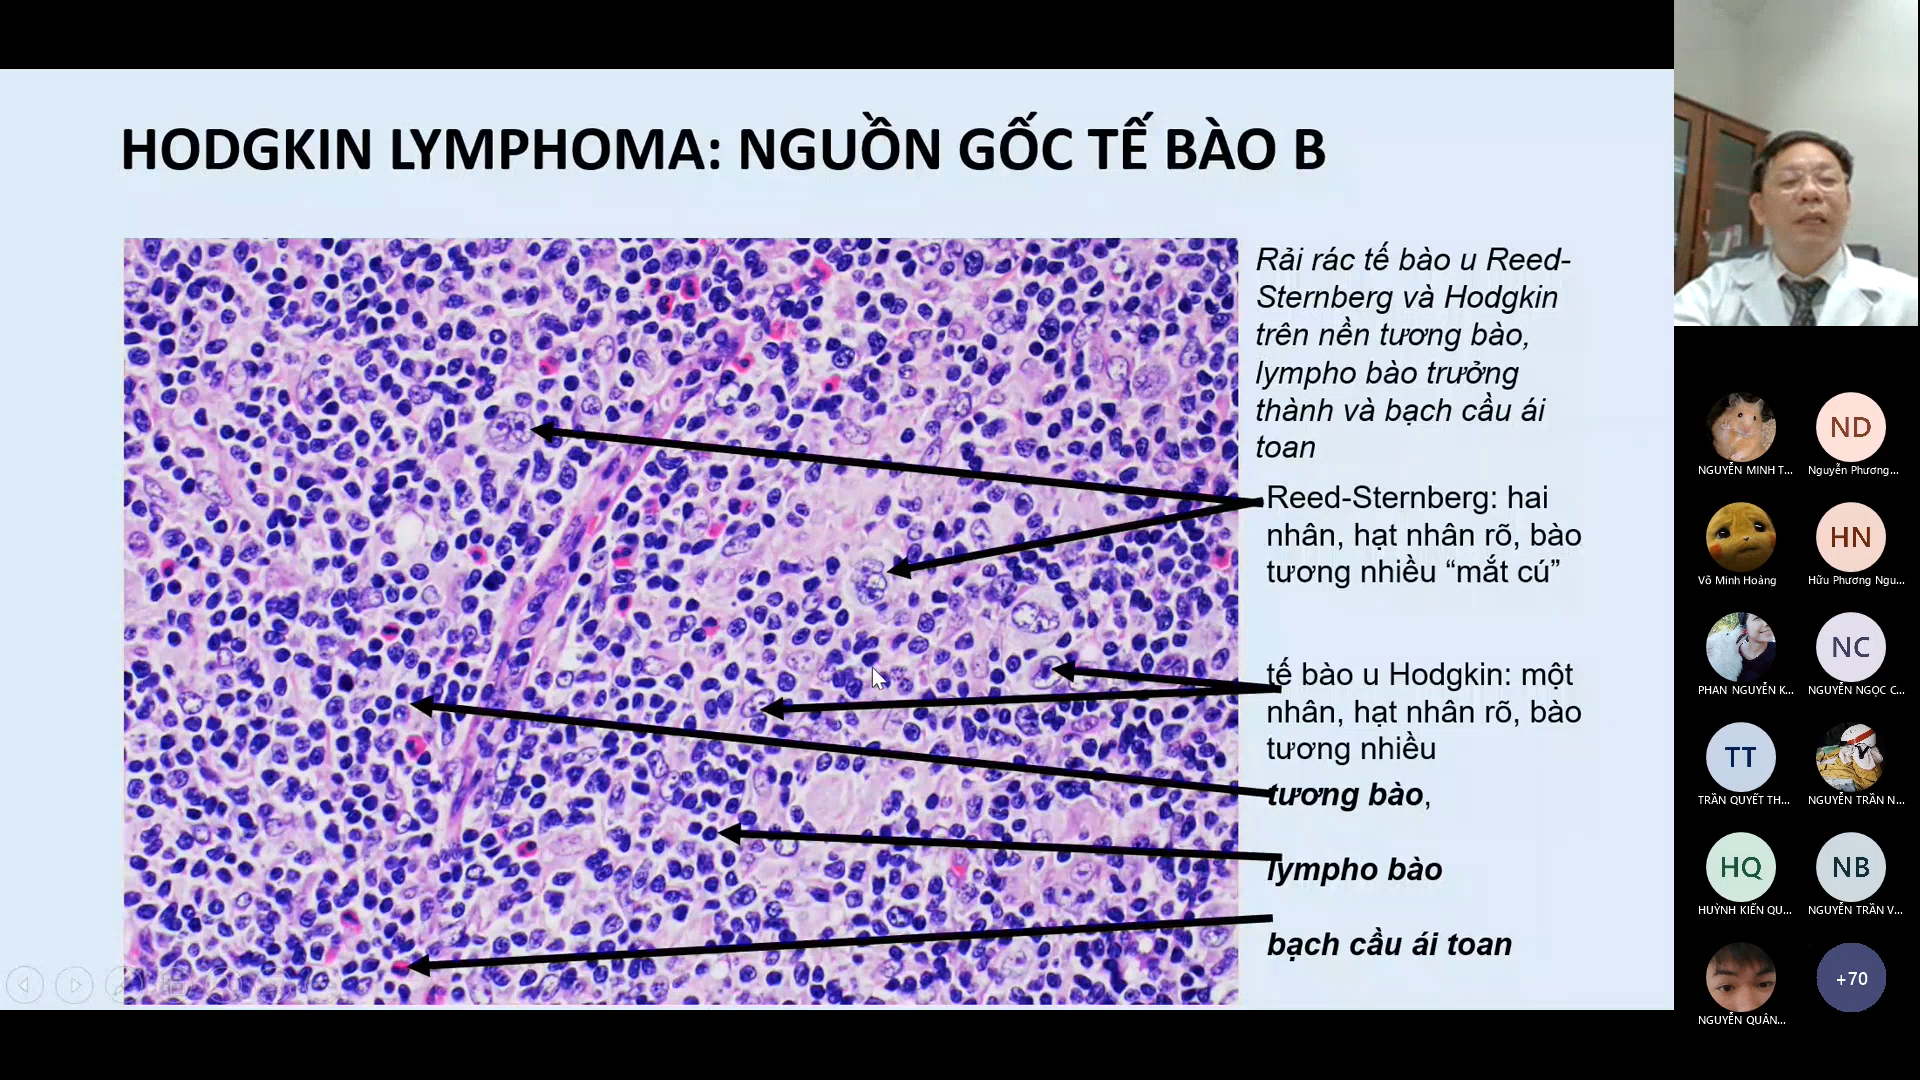 HODGKIN LYMPHOMA: NGUỒN GỐC TẾ BÀO B
Rải rác tế bào u Reed-
Sternberg và Hodgkin
trên nền tương bào,
lympho bào trưởng
thành và bạch cầu ái
toan
Reed-Sternberg: hai
nhân, hạt nhân rõ, bào
tương nhiều “mắt cú”
tế bào u Hodgkin: một
nhân, hạt nhân rõ, bào
tương nhiều
tương bào,
lympho bào
bạch cầu ái toan
ND
NGUYỄN MINH T...
Nguyễn Phương...
HN
Võ Minh Hoảng
Hữu Phương Ngu...
NC
PHAN NGUYỄN K...
NGUYỄN NGỌC C...
TT
TRẦN QUYẾT TH...
NGUYỄN TRẦN N...
HQ
NB
HUỲNH KIẾN QU...
NGUYỄN TRẦN V...
+70
NGUYỄN QUÂN...